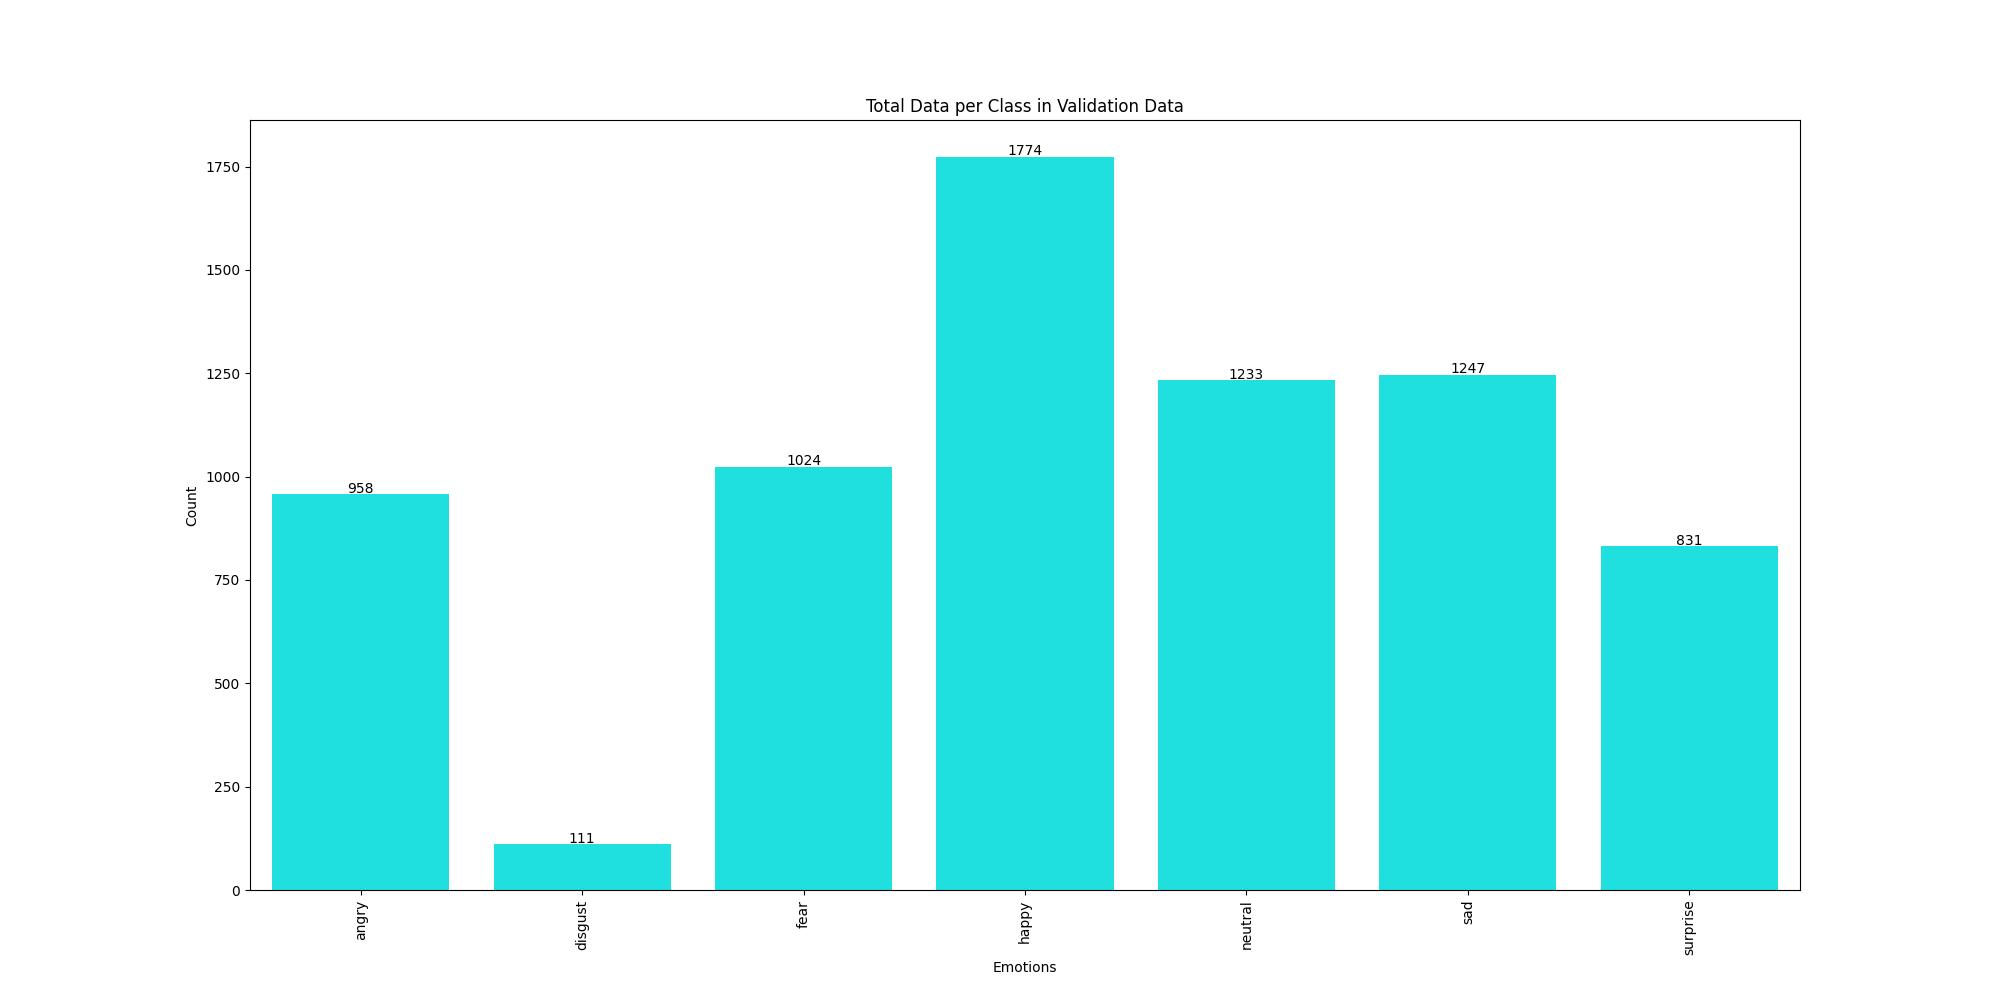 Total Data per Class in Validation Data
Count
1750
1500
1250
1000
750
500
250
0
958
111
1024
1774
1233
1247
831
angry
disgust
fear
happy
neutral
sad
surprise
Emotions